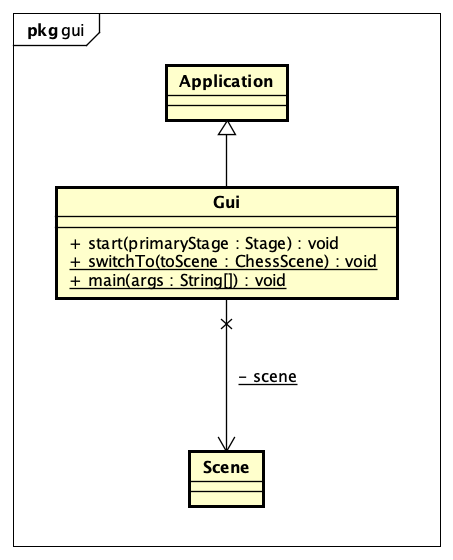 pkg gui
Application
Gui
+ start(primaryStage : Stage) : void
+ switchTo(toScene : ChessScene) : void
+ main(args : String[]) : void
- scene
Scene